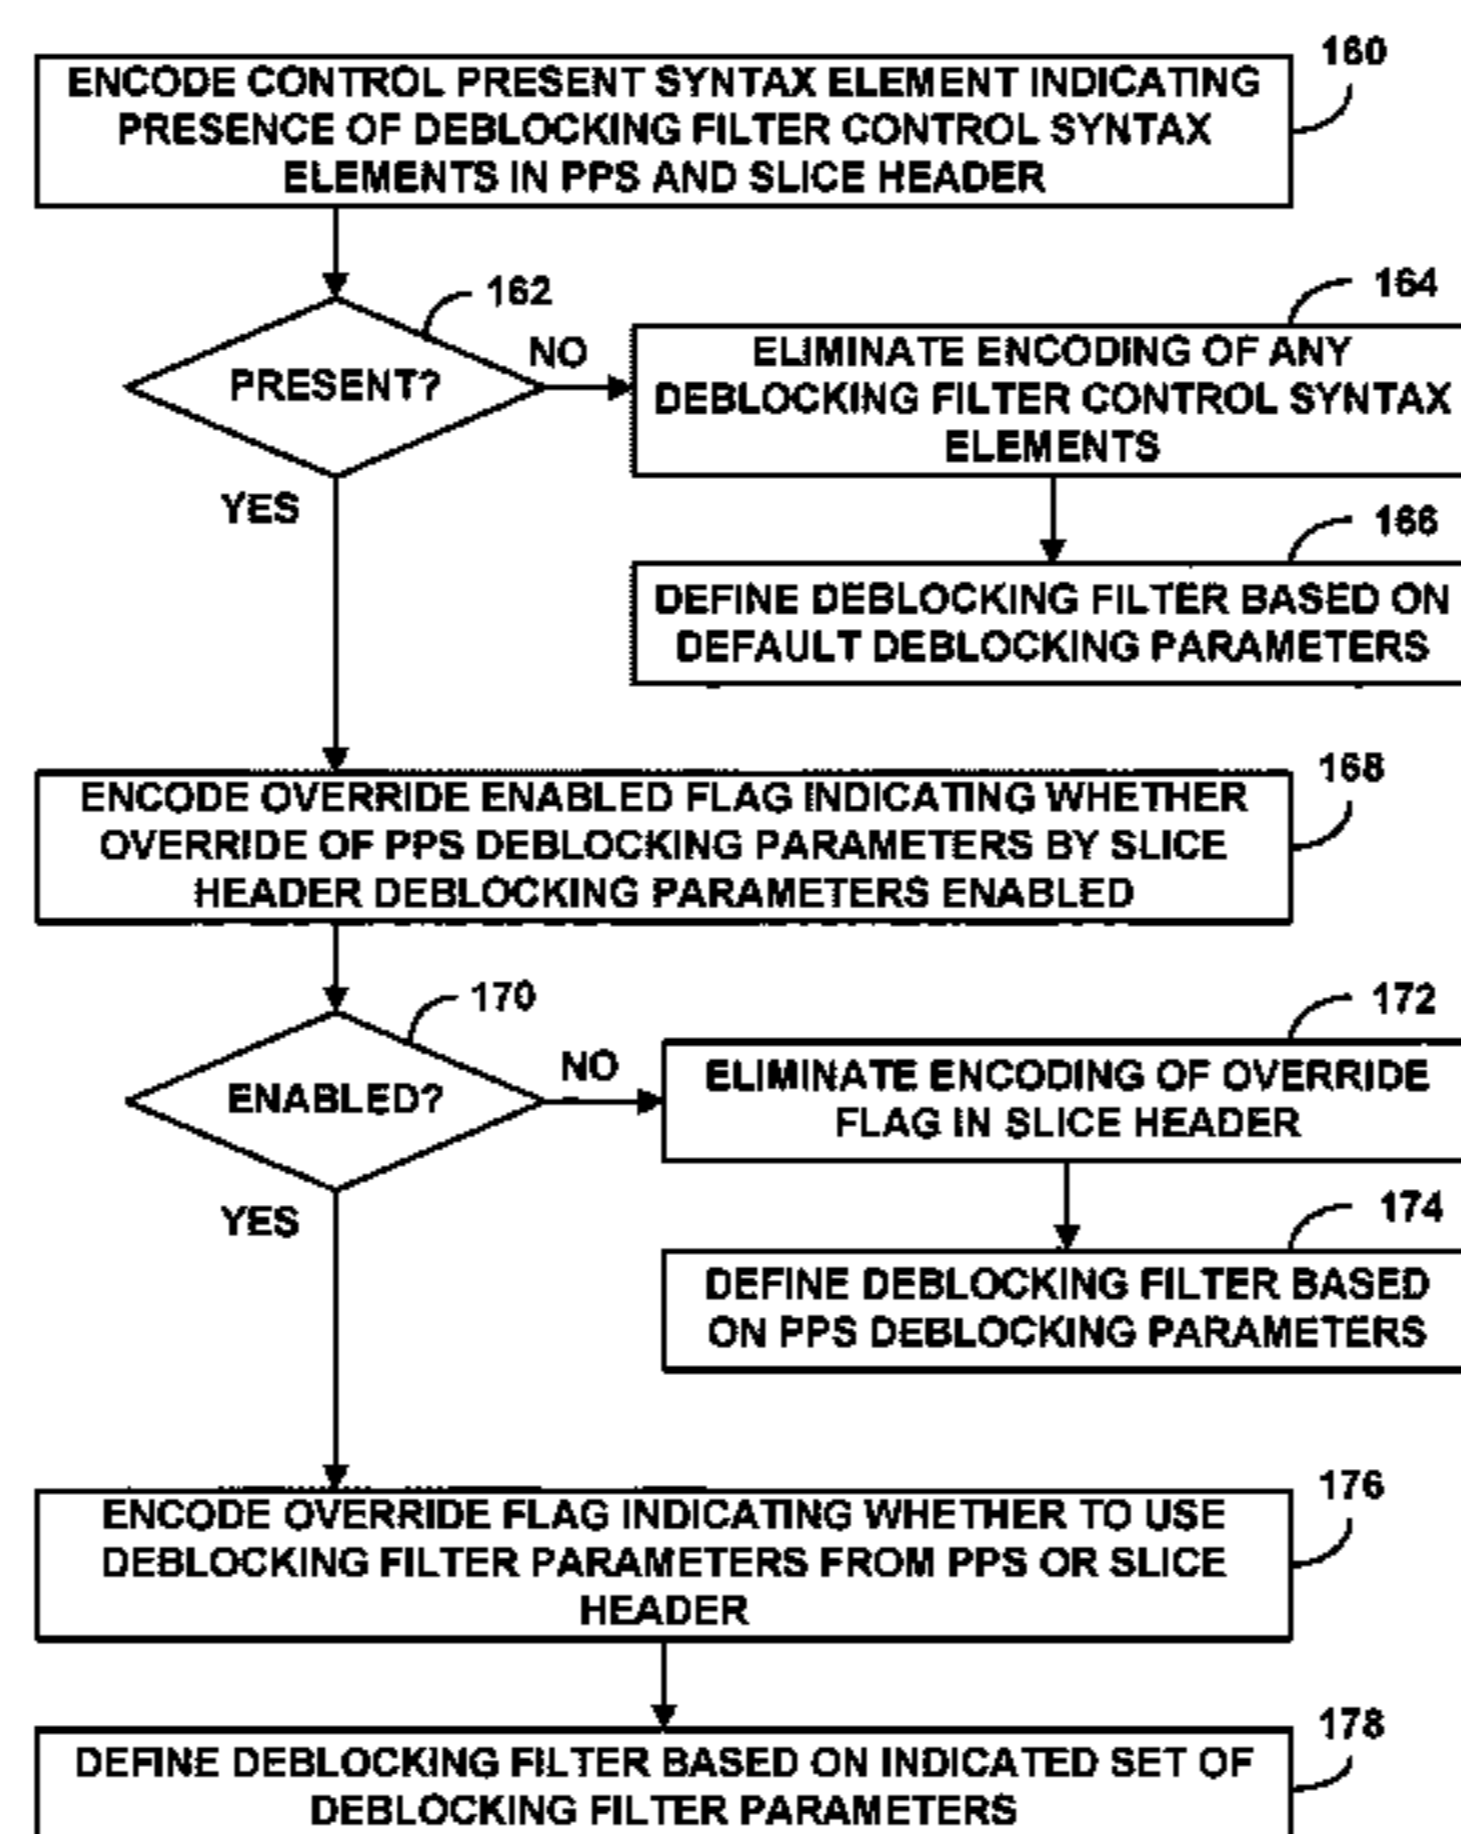 160
ENCODE CONTROL PRESENT SYNTAX ELEMENT INDICATING
PRESENCE OF DEBLOCKING FILTER CONTROL SYNTAX
ELEMENTS IN PPS AND SLICE HEADER
162
PRESENT?
NO
YES
164
ELIMINATE ENCODING OF ANY
DEBLOCKING FILTER CONTROL SYNTAX
ELEMENTS
166
DEFINE DEBLOCKING FILTER BASED ON
DEFAULT DEBLOCKING PARAMETERS
168
ENCODE OVERRIDE ENABLED FLAG INDICATING WHETHER
OVERRIDE OF PPS DEBLOCKING PARAMETERS BY SLICE
HEADER DEBLOCKING PARAMETERS ENABLED
170
ENABLED?
NO
YES
172
ELIMINATE ENCODING OF OVERRIDE
FLAG IN SLICE HEADER
174
DEFINE DEBLOCKING FILTER BASED
ON PPS DEBLOCKING PARAMETERS
176
ENCODE OVERRIDE FLAG INDICATING WHETHER TO USE
DEBLOCKING FILTER PARAMETERS FROM PPS OR SLICE
HEADER
178
DEFINE DEBLOCKING FILTER BASED ON INDICATED SET OF
DEBLOCKING FILTER PARAMETERS